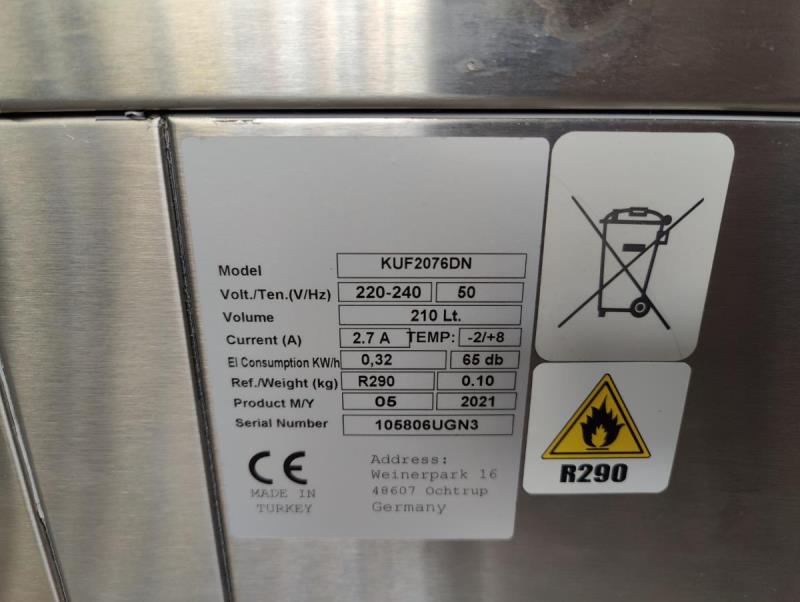 Model KUF2076DN
Volt./Ten.(V/Hz) 220-240 50
Volume 210 Lt.
Current (A) 2.7 A TEMP: -2/+8
El Consumption KW/h 0,32 65 db
Ref./Weight (kg) R290 0.10
Product M/Y 05 2021
Serial Number 105806UGN3
CE
MADE IN
TURKEY
Address:
Weinerpark 16
48607 Ochtrup
Germany
R290